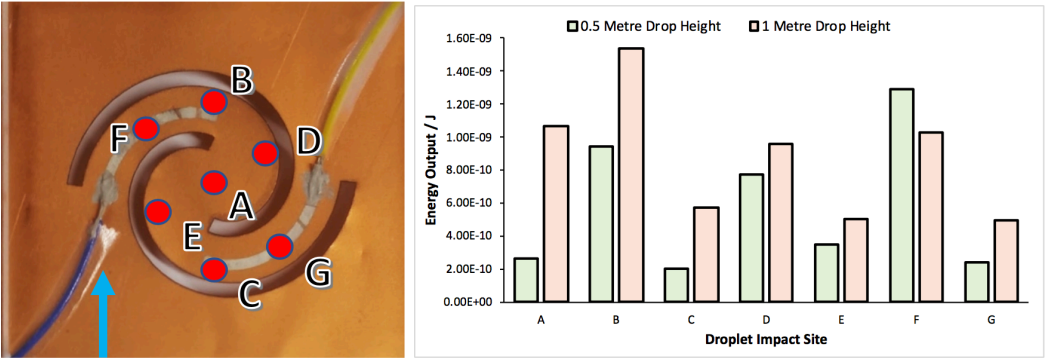 B
F
D
A
E
G
C
0.5 Metre Drop Height 1 Metre Drop Height
1.60E-09
1.40E-09
1.20E-09
1.00E-09
8.00E-10
6.00E-10
4.00E-10
2.00E-10
0.00E+00
Energy Output / J
A B C D E F G
Droplet Impact Site